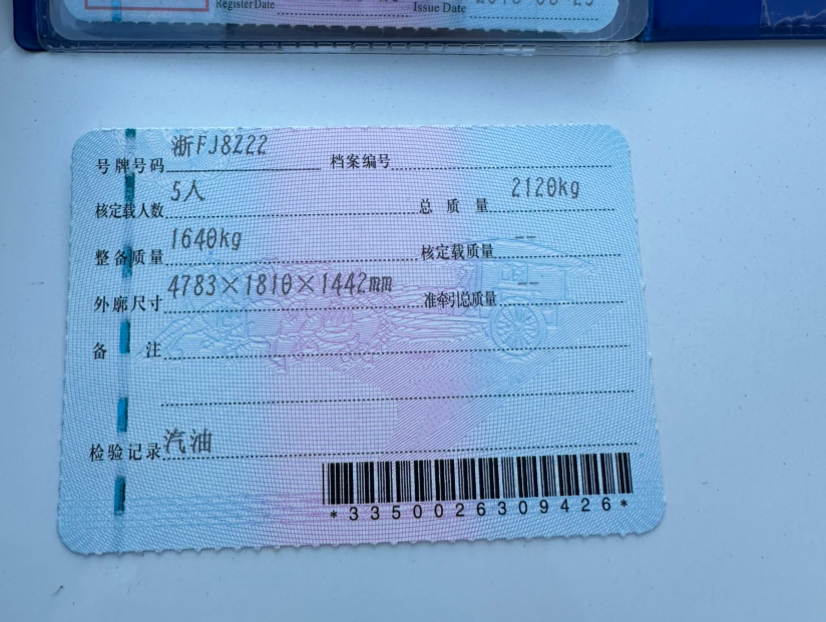 Register Date
Issue Date
号牌号码 浙FJ8Z22 档案编号
核定载人数 5人 总质量 2120kg
整备质量 1640kg 核定载质量 --
外廓尺寸 4783×1810×1442mm 准牵引总质量 --
备注
检验记录 汽油
*3350026309426*